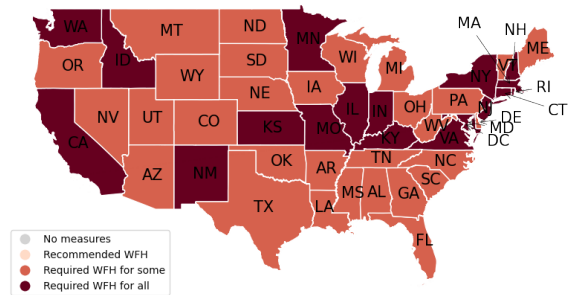 WA
MT
ND
MN
MA
NH
ME
VT
OR
ID
SD
WI
MI
NY
WY
IA
RI
NE
PA
CT
NV
UT
CO
IL
IN
OH
NJ
DE
MD
DC
CA
KS
MO
KY
WV
VA
AZ
NM
OK
AR
TN
NC
SC
TX
LA
MS
AL
GA
FL
No measures
Recommended WFH
Required WFH for some
Required WFH for all